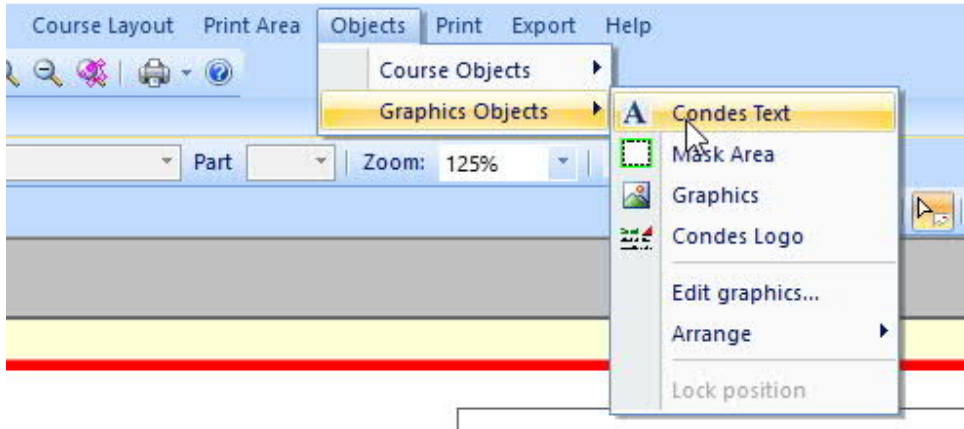 Course Layout Print Area Objects Print Export Help
Course Objects
Graphics Objects
A Condes Text
Part Zoom: 125%
Mask Area
Graphics
Condes Logo
Edit graphics...
Arrange
Lock position